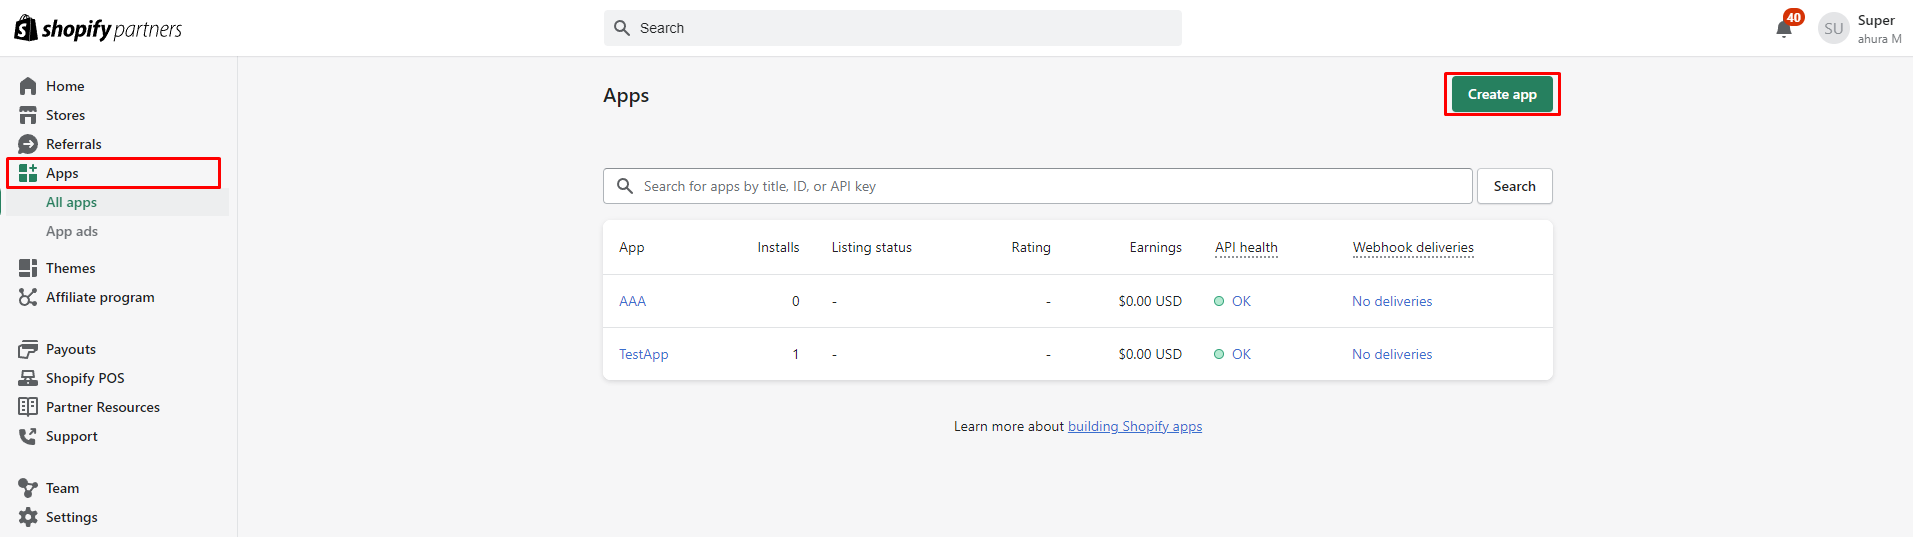 shopify partners
Search
40
SU
Super
ahura M
Home
Stores
Referrals
Apps
All apps
App ads
Themes
Affiliate program
Payouts
Shopify POS
Partner Resources
Support
Team
Settings
Apps
Create app
Search for apps by title, ID, or API key
Search
App Installs Listing status Rating Earnings API health Webhook deliveries
AAA 0 - - $0.00 USD OK No deliveries
TestApp 1 - - $0.00 USD OK No deliveries
Learn more about building Shopify apps